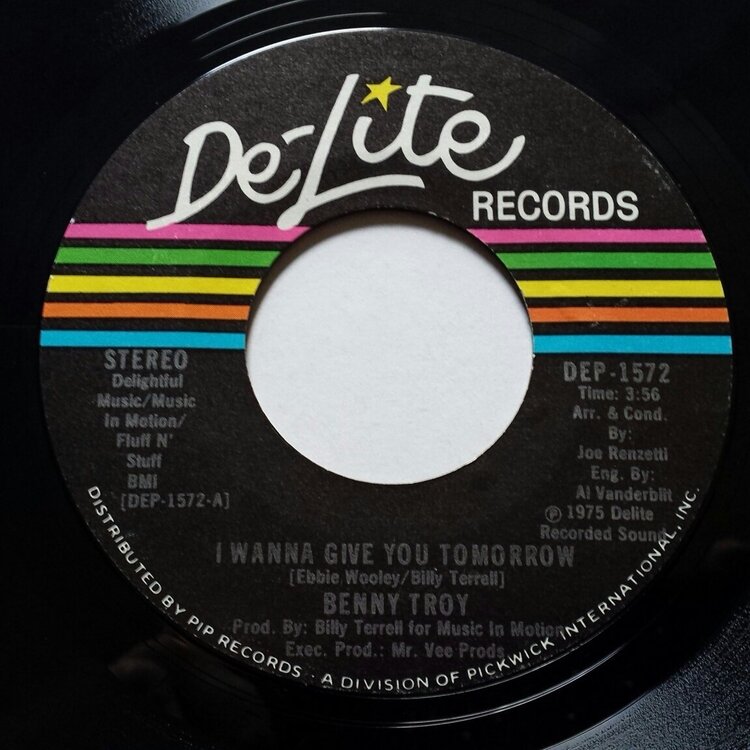 De-Lite
RECORDS
STEREO
Delightful
Music/Music
In Motion/
Fluff N'
Stuff
BMI
[DEP-1572-A]
DEP-1572
Time: 3:56
Arr. & Cond.
By:
Joe Renzetti
Eng. By:
Al Vanderbilt
℗ 1975 Delite
Recorded Sound
I WANNA GIVE YOU TOMORROW
[Ebbie Wooley/Billy Terrell]
BENNY TROY
Prod. By: Billy Terrell for Music In Motion
Exec. Prod.: Mr. Vee Prods.
DISTRIBUTED BY PIP RECORDS : A DIVISION OF PICKWICK INTERNATIONAL, INC.